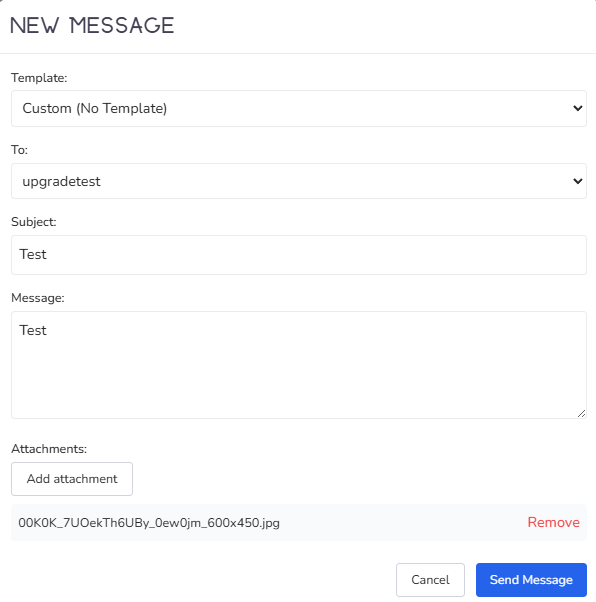 NEW MESSAGE
Template:
Custom (No Template)
To:
upgradetest
Subject:
Test
Message:
Test
Attachments:
Add attachment
00K0K_7UOekTh6UBy_0ew0jm_600x450.jpg Remove
Cancel Send Message